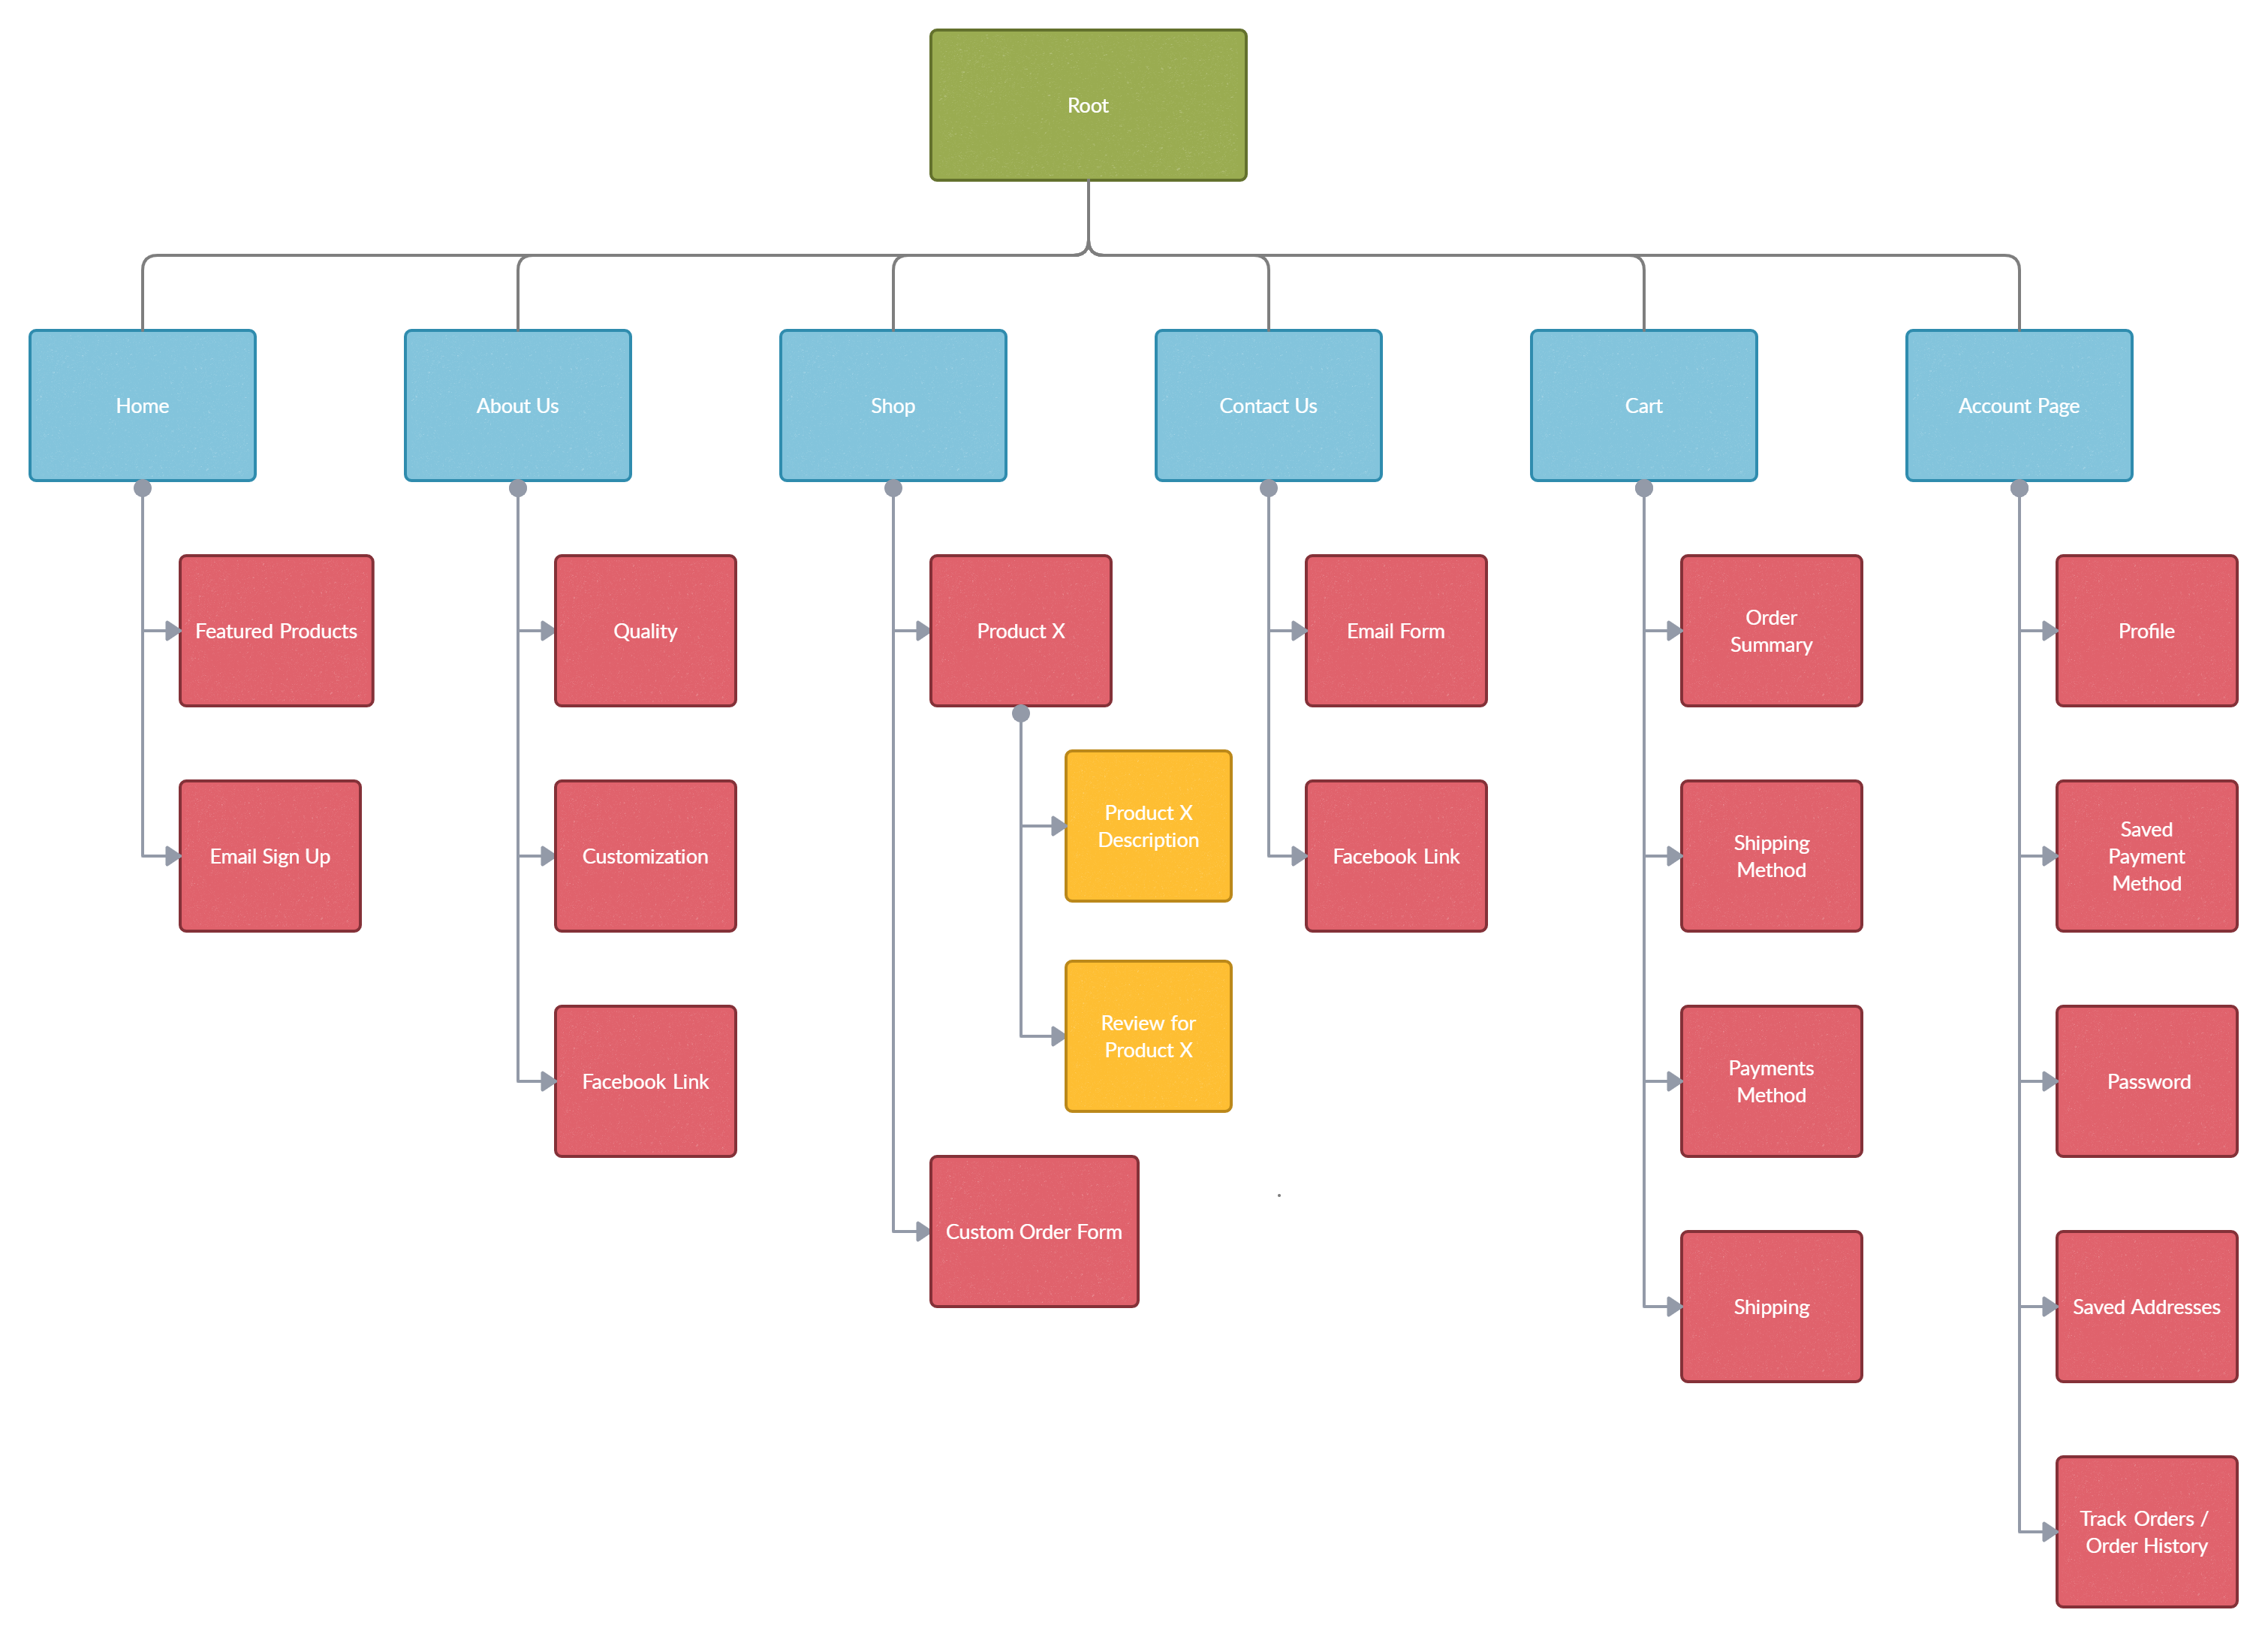 Root
Home
About Us
Shop
Contact Us
Cart
Account Page
Featured Products
Quality
Product X
Email Form
Order
Summary
Profile
Email Sign Up
Customization
Product X
Description
Facebook Link
Shipping
Method
Saved
Payment
Method
Facebook Link
Review for
Product X
Payments
Method
Password
Custom Order Form
Shipping
Saved Addresses
Track Orders /
Order History